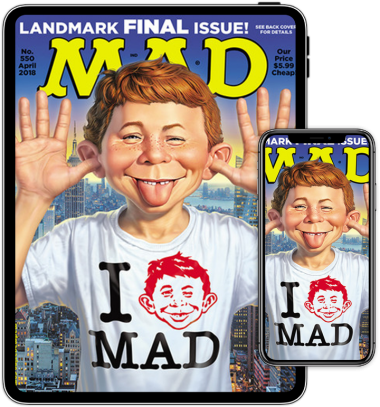 LANDMARK FINAL ISSUE!
SEE BACK COVER
FOR DETAILS
No.
550
April
2018
MAD
Our
Price
$5.99
Cheap
I
MAD
MARK FINAL ISSUE
MAD
I
MAD